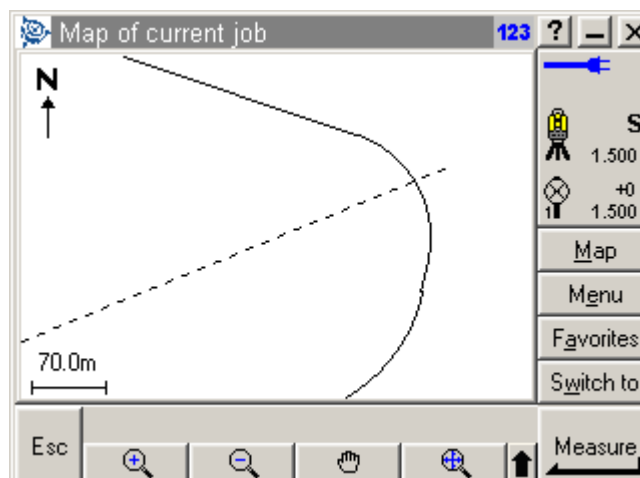 Map of current job 123 ?
N
S
1.500
+0
1
1.500
Map
Menu
Favorites
Switch to
70.0m
Esc
Measure